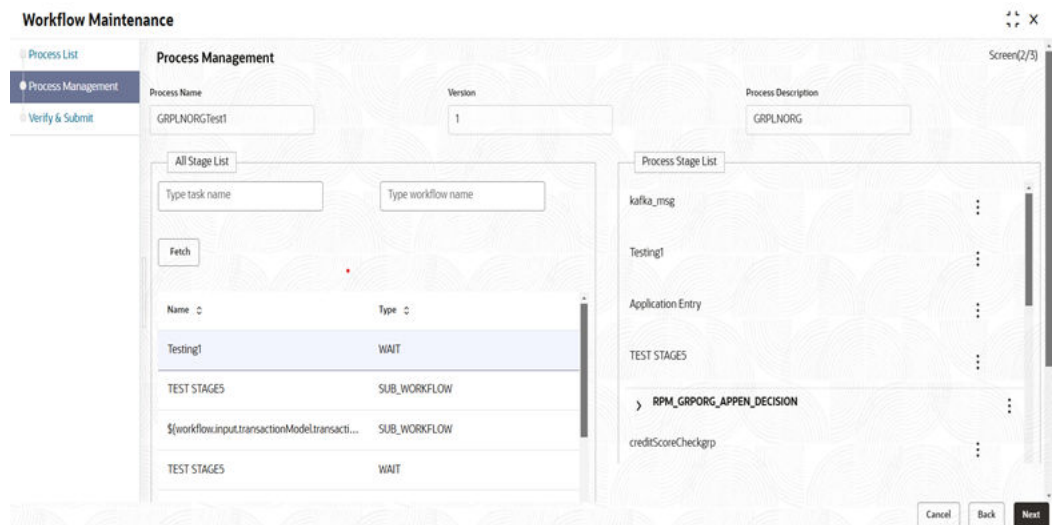 Workflow Maintenance
Process List
Process Management
Verify & Submit
Process Management
Screen(2/3)
Process Name
Version
Process Description
GRPLNORGTest1
1
GRPLNORG
All Stage List
Type task name
Type workflow name
Fetch
Name
Type
Testing1
WAIT
TEST STAGE5
SUB_WORKFLOW
${workflow.input.transactionModel.transacti...
SUB_WORKFLOW
TEST STAGE5
WAIT
Process Stage List
kafka_msg
Testing1
Application Entry
TEST STAGE5
RPM_GRPORG_APPEN_DECISION
creditScoreCheckgrp
Cancel
Back
Next